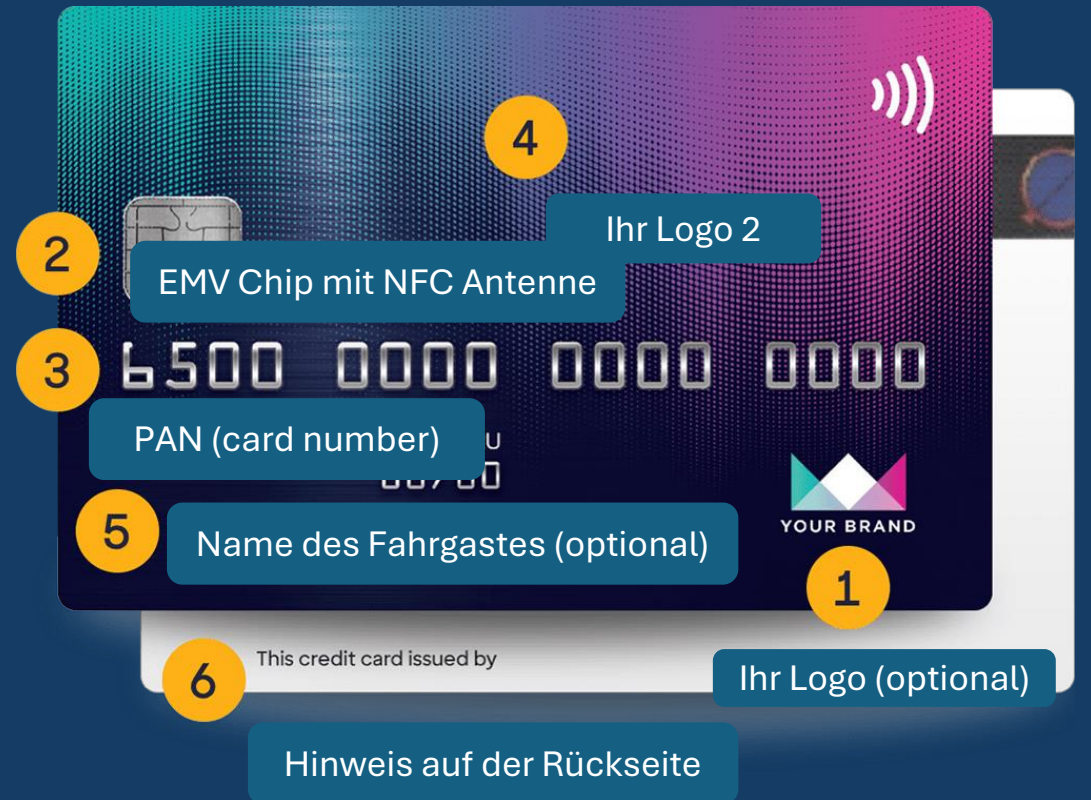 4
Ihr Logo 2
2
EMV Chip mit NFC Antenne
3
6500 0000 0000 0000
PAN (card number)
U
5
Name des Fahrgastes (optional)
YOUR BRAND
1
This credit card issued by
6
Ihr Logo (optional)
Hinweis auf der Rückseite